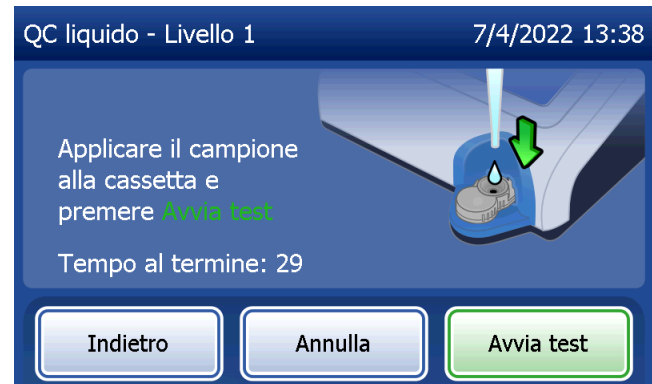 QC liquido - Livello 1 7/4/2022 13:38
Applicare il campione
alla cassetta e
premere Avvia test
Tempo al termine: 29
Indietro Annulla Avvia test